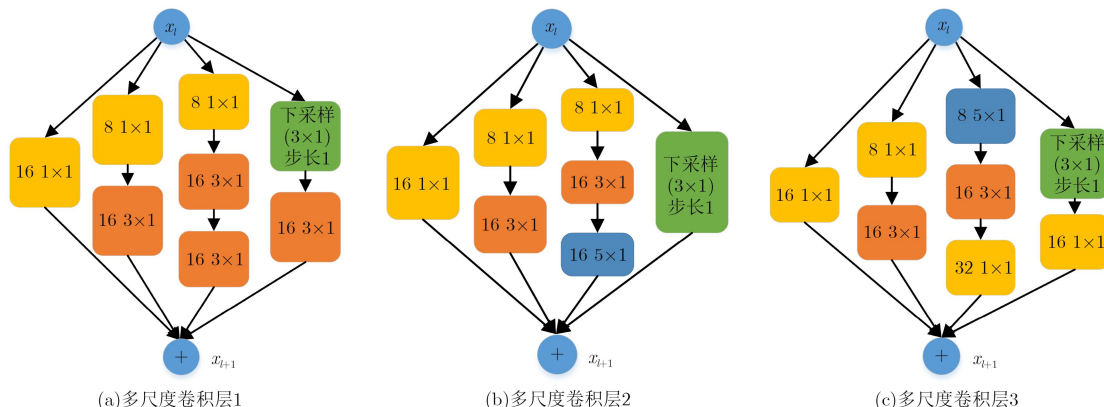 x_l
16 1×1
8 1×1
16 3×1
8 1×1
16 3×1
16 3×1
下采样
(3×1)
步长1
16 3×1
+
x_{l+1}
(a)多尺度卷积层1
x_l
16 1×1
8 1×1
16 3×1
8 1×1
16 3×1
16 5×1
下采样
(3×1)
步长1
+
x_{l+1}
(b)多尺度卷积层2
x_l
16 1×1
8 1×1
16 3×1
8 5×1
16 3×1
32 1×1
下采样
(3×1)
步长1
16 1×1
+
x_{l+1}
(c)多尺度卷积层3